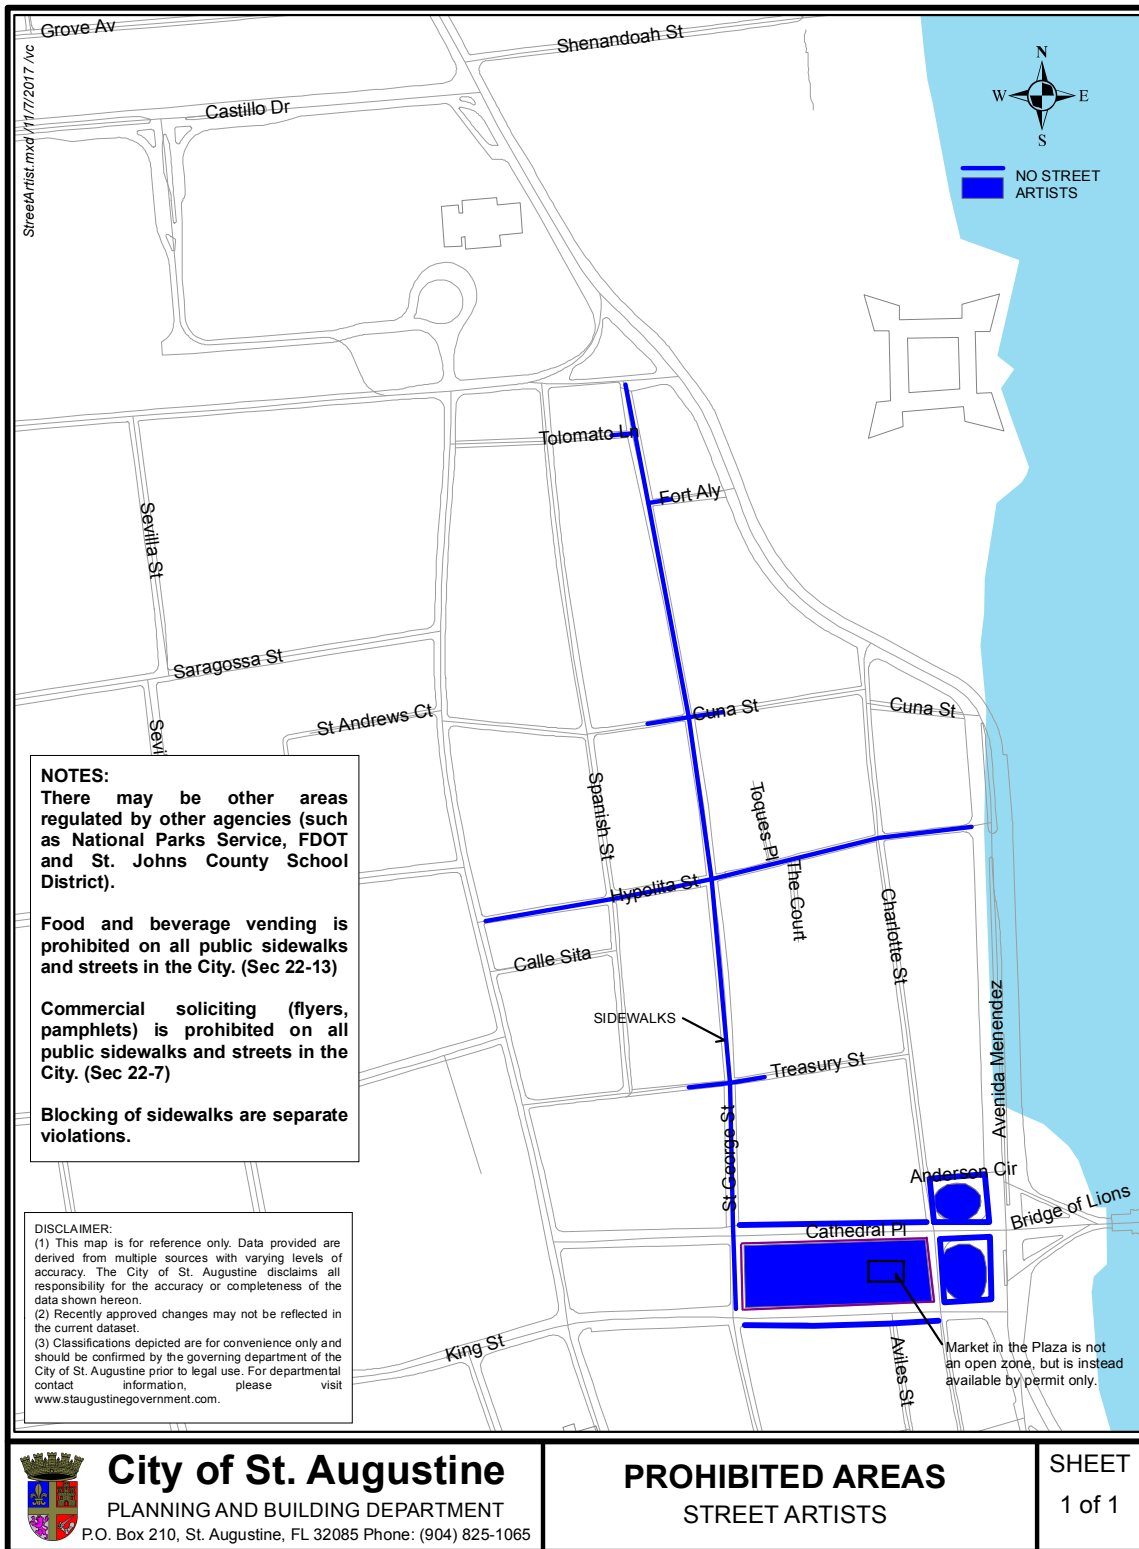 Grove Av
Shenandoah St
StreetArtist.mxd /11/7/2017 /vc
Castillo Dr
N
W
E
S
NO STREET
ARTISTS
Tolomato Ln
Fort Aly
Sevilla St
Saragossa St
St Andrews Ct
Cuna St
Cuna St
Sevi
Spanish St
Toques Pl
The Court
Hypolita St
Charlotte St
Calle Sita
Avenida Menendez
SIDEWALKS
Treasury St
St George St
Anderson Cir
Bridge of Lions
Cathedral Pl
King St
Aviles St
Market in the Plaza is not
an open zone, but is instead
available by permit only.
NOTES:
There may be other areas
regulated by other agencies (such
as National Parks Service, FDOT
and St. Johns County School
District).
Food and beverage vending is
prohibited on all public sidewalks
and streets in the City. (Sec 22-13)
Commercial soliciting (flyers,
pamphlets) is prohibited on all
public sidewalks and streets in the
City. (Sec 22-7)
Blocking of sidewalks are separate
violations.
DISCLAIMER:
(1) This map is for reference only. Data provided are
derived from multiple sources with varying levels of
accuracy. The City of St. Augustine disclaims all
responsibility for the accuracy or completeness of the
data shown hereon.
(2) Recently approved changes may not be reflected in
the current dataset.
(3) Classifications depicted are for convenience only and
should be confirmed by the governing department of the
City of St. Augustine prior to legal use. For departmental
contact information, please visit
www.staugustinegovernment.com.
City of St. Augustine
PLANNING AND BUILDING DEPARTMENT
P.O. Box 210, St. Augustine, FL 32085 Phone: (904) 825-1065
PROHIBITED AREAS
STREET ARTISTS
SHEET
1 of 1